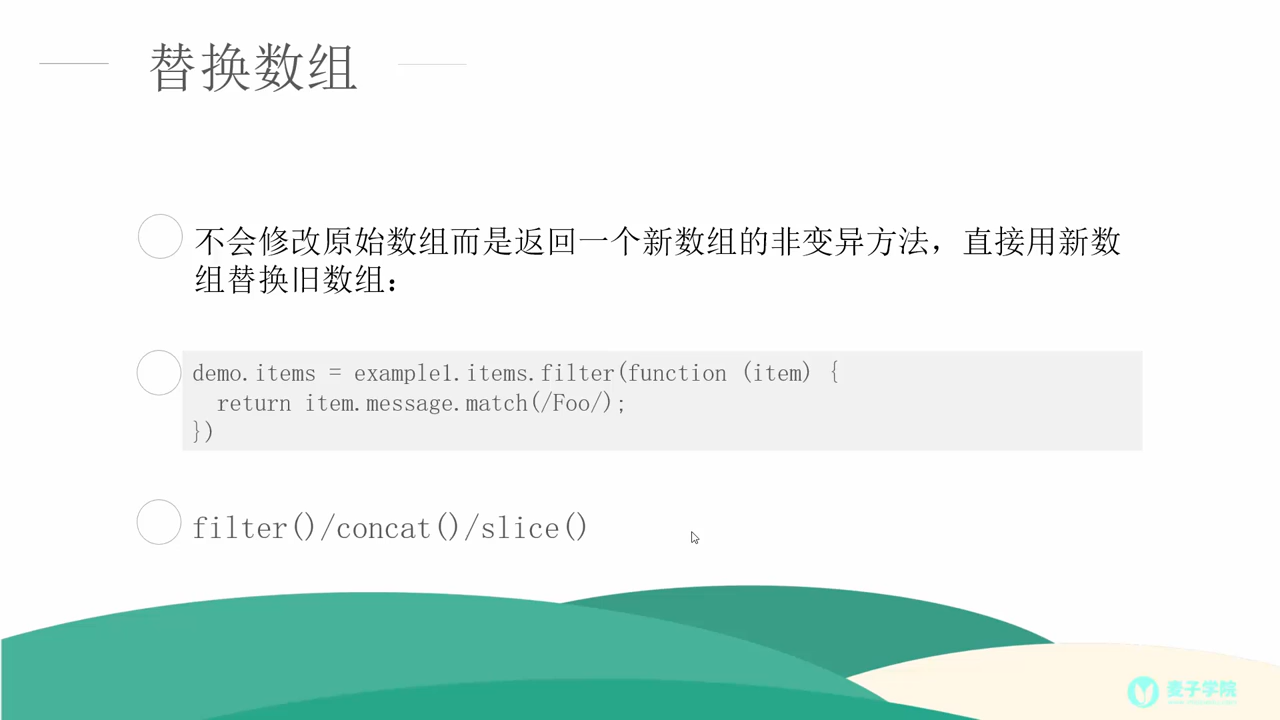 替换数组
不会修改原始数组而是返回一个新数组的非变异方法，直接用新数
组替换旧数组：
demo.items = example1.items.filter(function (item) {
  return item.message.match(/Foo/);
})
filter()/concat()/slice()
麦子学院